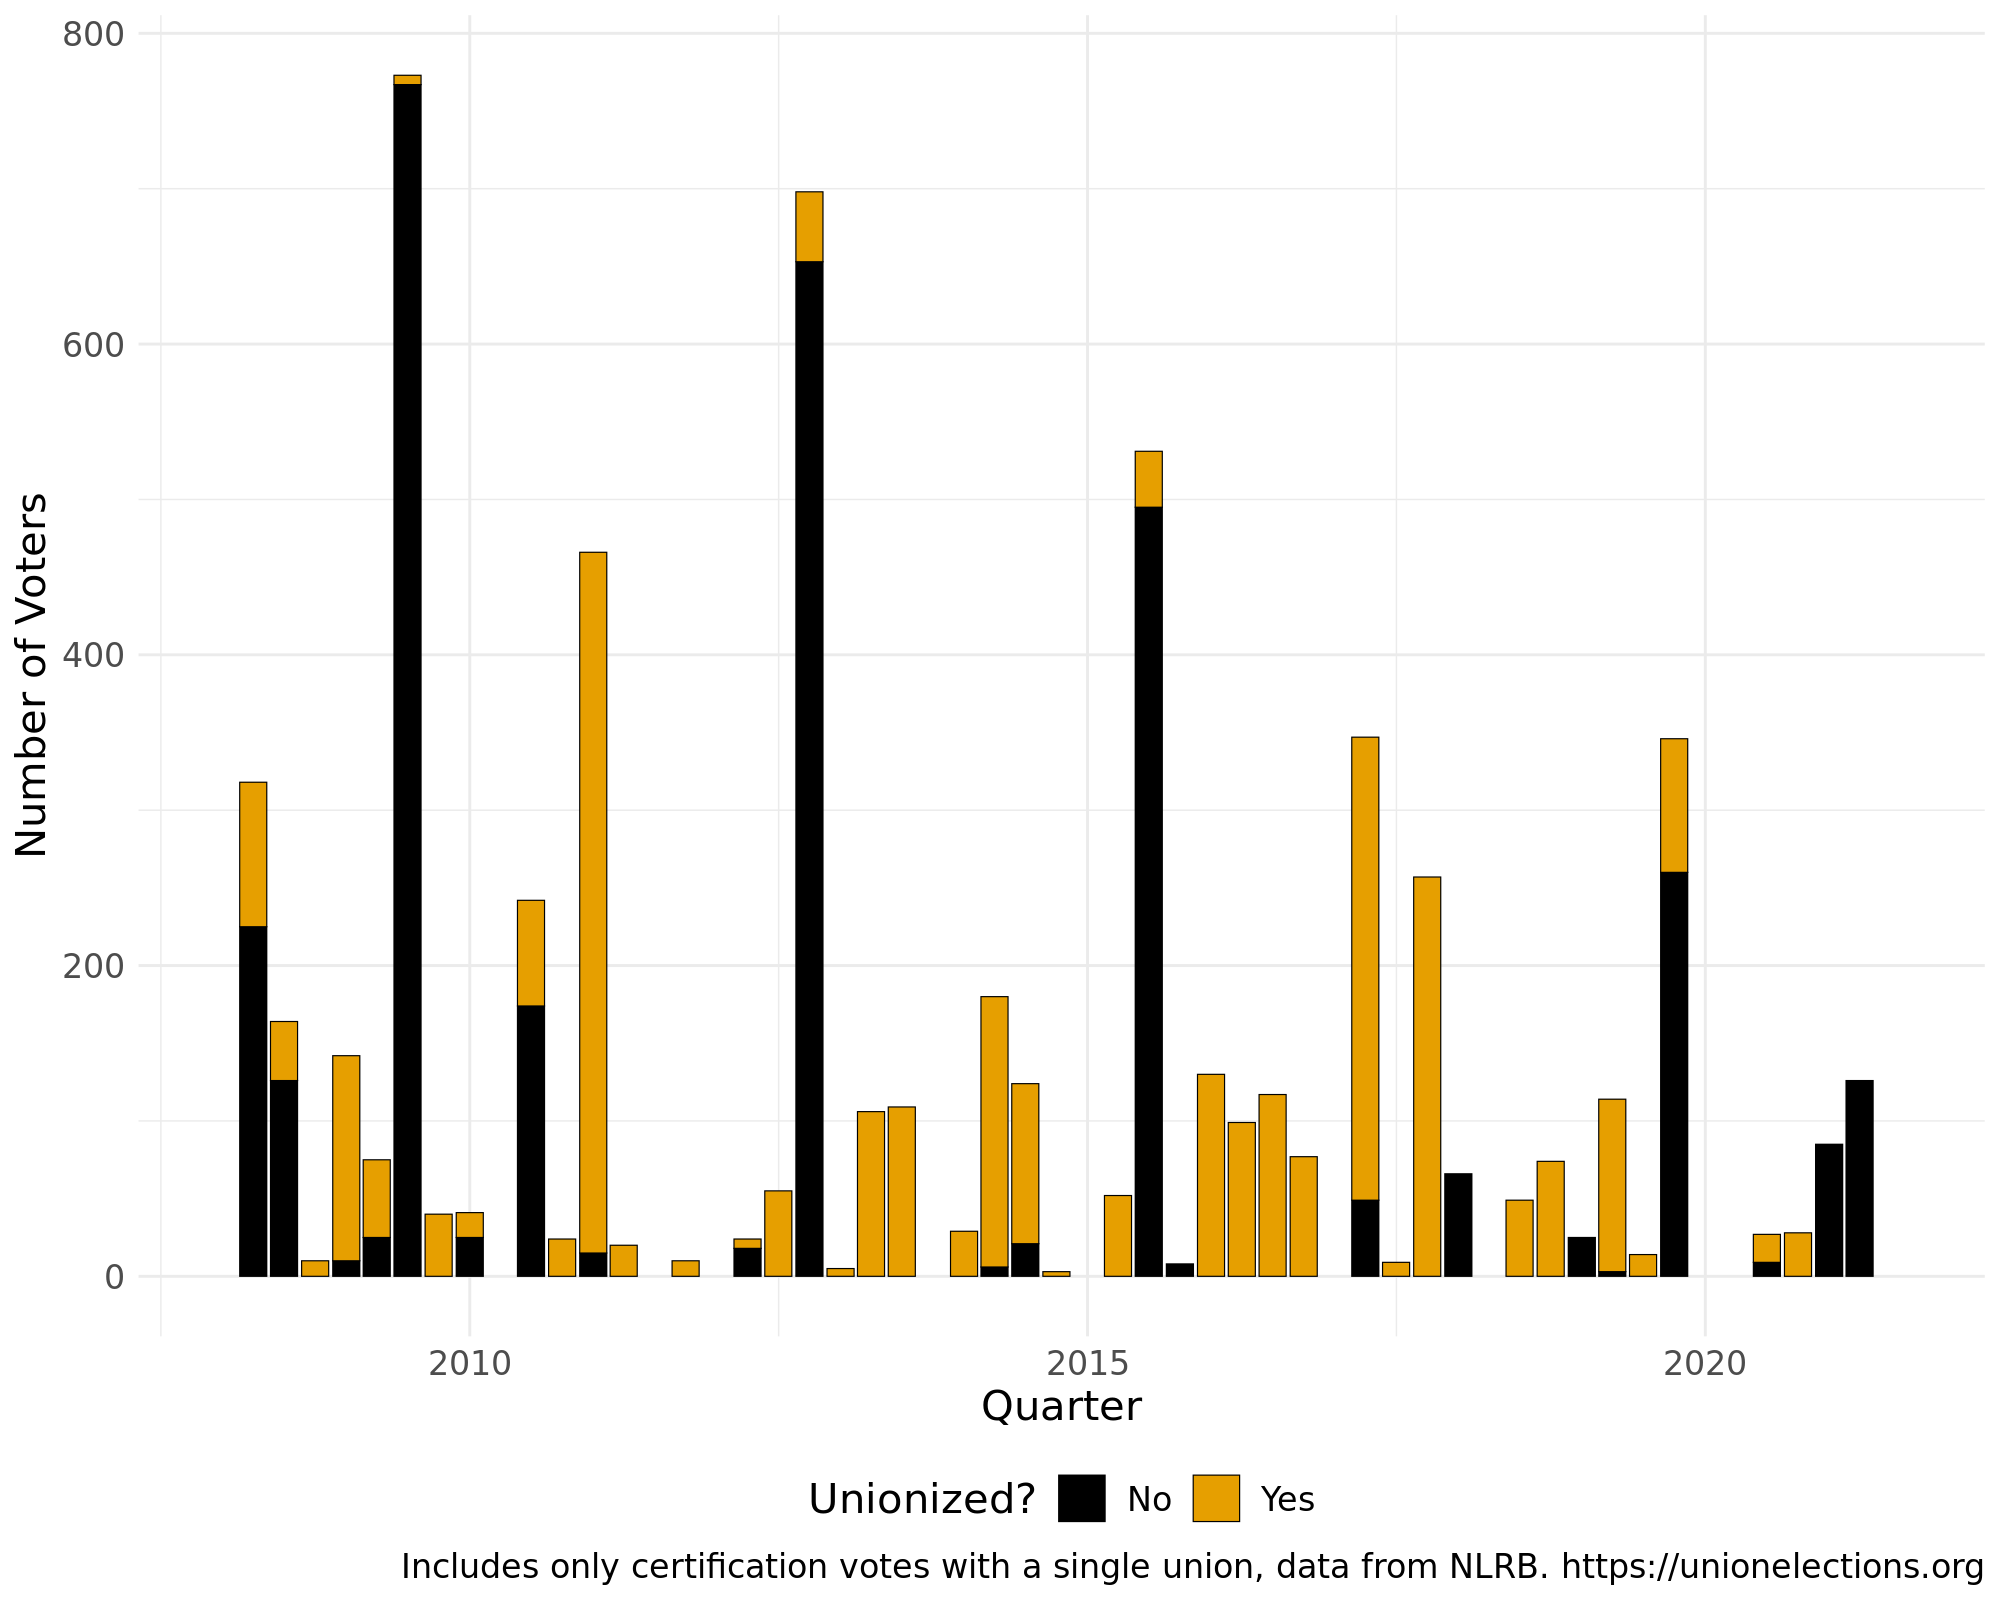 800
600
400
200
0
Number of Voters
2010
2015
2020
Quarter
Unionized? No Yes
Includes only certification votes with a single union, data from NLRB. https://unionelections.org